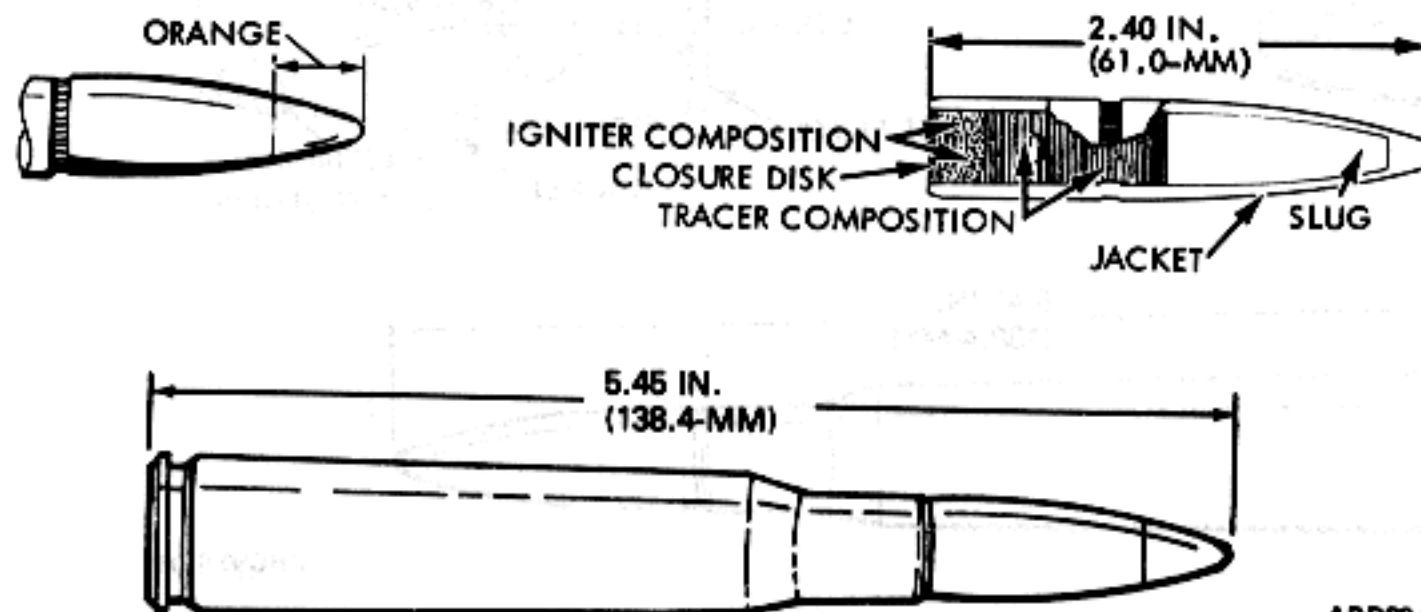 ORANGE
2.40 IN.
(61.0-MM)
IGNITER COMPOSITION
CLOSURE DISK
TRACER COMPOSITION
SLUG
JACKET
5.45 IN.
(138.4-MM)